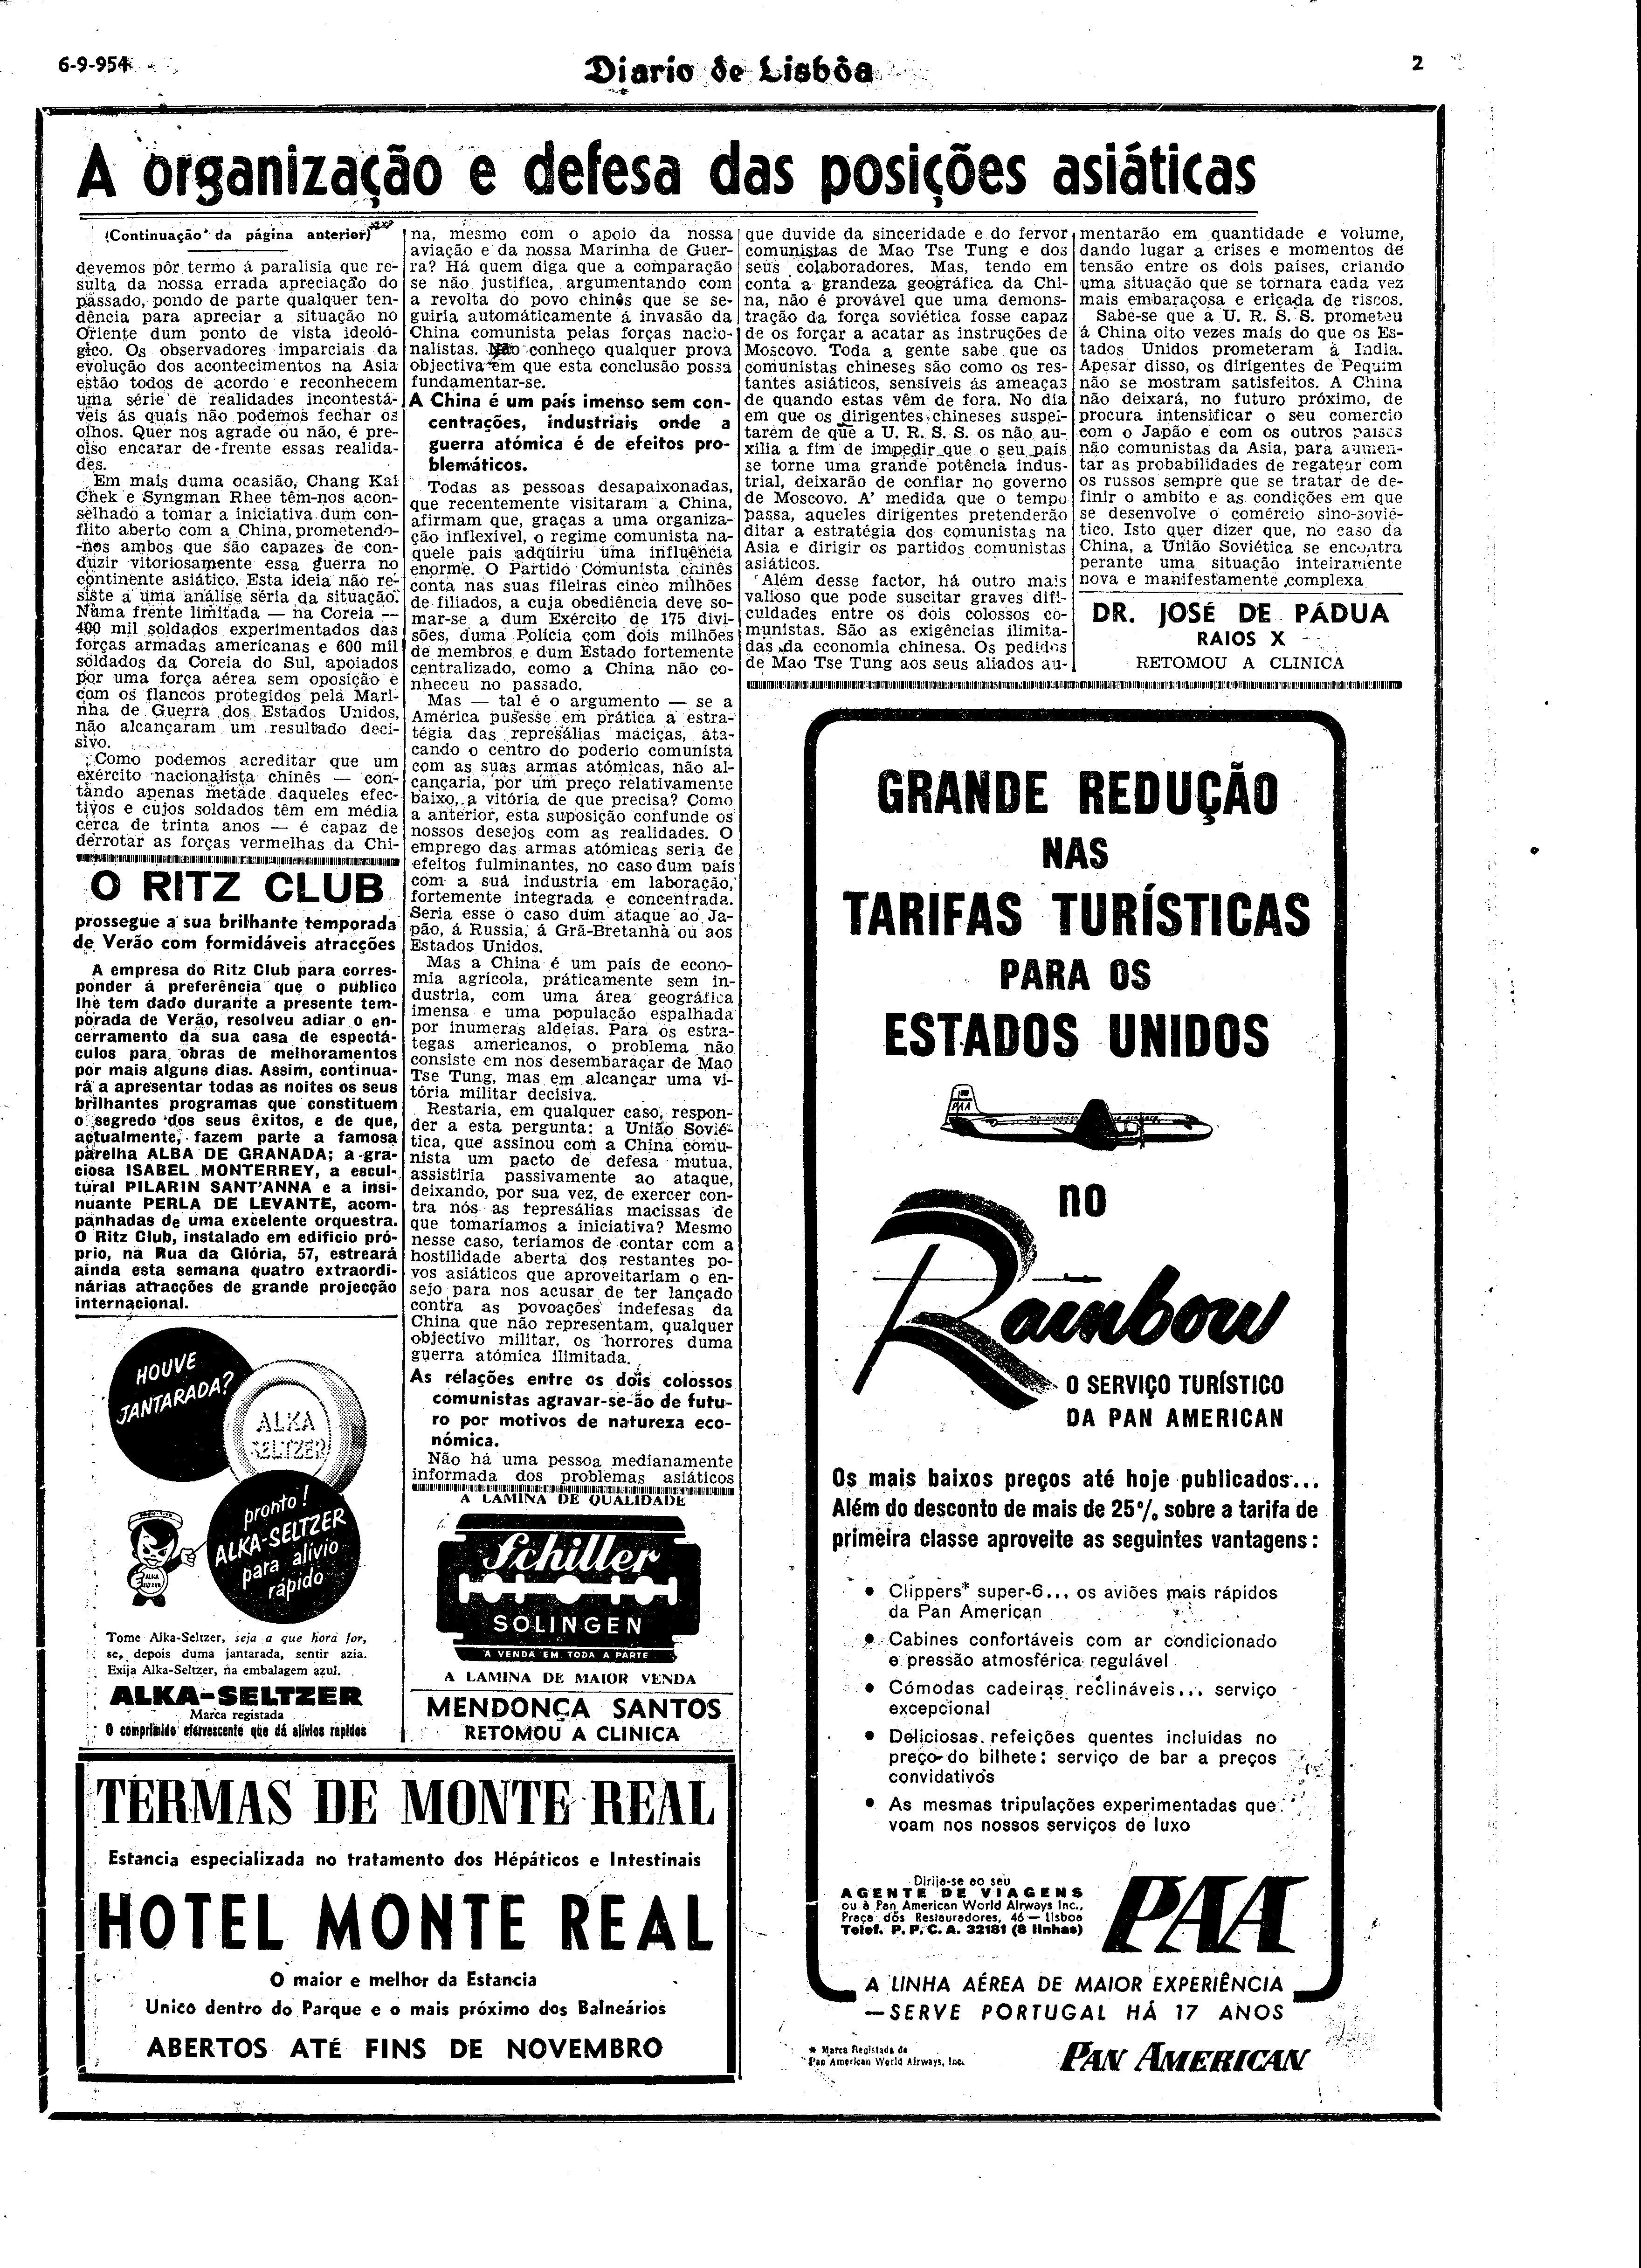 6-9-954
Diario de Lisbôa
2
A organização e defesa das posições asiáticas
(Continuação da página anterior)
devemos pôr termo á paralisia que re-
sulta da nossa errada apreciação do
passado, pondo de parte qualquer ten-
dência para apreciar a situação no
Oriente dum ponto de vista ideoló-
gico. Os observadores imparciais da
evolução dos acontecimentos na Asia
estão todos de acordo e reconhecem
uma série de realidades incontestá-
veis ás quais não podemos fechar os
olhos. Quer nos agrade ou não, é pre-
ciso encarar de frente essas realida-
des.
Em mais duma ocasião, Chang Kai
Chek e Syngman Rhee têm-nos acon-
selhado a tomar a iniciativa dum con-
flito aberto com a China, prometendo-
-nos ambos que são capazes de con-
duzir vitoriosamente essa guerra no
continente asiático. Esta ideia não re-
siste a uma análise séria da situação.
Numa frente limitada — na Coreia —
400 mil soldados experimentados das
forças armadas americanas e 600 mil
soldados da Coreia do Sul, apoiados
por uma força aérea sem oposição e
com os flancos protegidos pela Mari-
nha de Guerra dos Estados Unidos,
não alcançaram um resultado deci-
sivo.
Como podemos acreditar que um
exército nacionalista chinês — con-
tando apenas metade daqueles efec-
tivos e cujos soldados têm em média
cerca de trinta anos — é capaz de
derrotar as forças vermelhas da Chi-
O RITZ CLUB
prossegue a sua brilhante temporada
de Verão com formidáveis atracções
A empresa do Ritz Club para corres-
ponder á preferência que o publico
lhe tem dado durante a presente tem-
porada de Verão, resolveu adiar o en-
cerramento da sua casa de espectá-
culos para obras de melhoramentos
por mais alguns dias. Assim, continua-
rá a apresentar todas as noites os seus
brilhantes programas que constituem
o segredo dos seus êxitos, e de que,
actualmente, fazem parte a famosa
parelha ALBA DE GRANADA; a gra-
ciosa ISABEL MONTERREY, a escul-
tural PILARIN SANT'ANNA e a insi-
nuante PERLA DE LEVANTE, acom-
panhadas de uma excelente orquestra.
O Ritz Club, instalado em edificio pró-
prio, na Rua da Glória, 57, estreará
ainda esta semana quatro extraordi-
nárias atracções de grande projecção
internacional.
HOUVE
JANTARADA?
ALKA
SELTZER
pronto!
ALKA-SELTZER
para alívio
rápido
ALKA
SELTZER
Tome Alka-Seltzer, seja a que hora for,
se, depois duma jantarada, sentir azia.
Exija Alka-Seltzer, na embalagem azul.
ALKA-SELTZER
Marca registada
O comprimido efervescente que dá alívios rápidos
na, mesmo com o apoio da nossa
aviação e da nossa Marinha de Guer-
ra? Há quem diga que a comparação
se não justifica, argumentando com
a revolta do povo chinês que se se-
guiria automáticamente á invasão da
China comunista pelas forças nacio-
nalistas. Não conheço qualquer prova
objectiva em que esta conclusão possa
fundamentar-se.
A China é um país imenso sem con-
centrações, industriais onde a
guerra atómica é de efeitos pro-
blemáticos.
Todas as pessoas desapaixonadas,
que recentemente visitaram a China,
afirmam que, graças a uma organiza-
ção inflexível, o regime comunista na-
quele país adquiriu uma influência
enorme. O Partido Comunista chinês
conta nas suas fileiras cinco milhões
de filiados, a cuja obediência deve so-
mar-se a dum Exército de 175 divi-
sões, duma Polícia com dois milhões
de membros e dum Estado fortemente
centralizado, como a China não co-
nheceu no passado.
Mas — tal é o argumento — se a
América pusesse em prática a estra-
tégia das represálias maciças, ata-
cando o centro do poderio comunista
com as suas armas atómicas, não al-
cançaria, por um preço relativamente
baixo, a vitória de que precisa? Como
a anterior, esta suposição confunde os
nossos desejos com as realidades. O
emprego das armas atómicas seria de
efeitos fulminantes, no caso dum país
com a suá industria em laboração,
fortemente integrada e concentrada.
Seria esse o caso dum ataque ao Ja-
pão, á Russia, á Grã-Bretanha ou aos
Estados Unidos.
Mas a China é um país de econo-
mia agrícola, práticamente sem in-
dustria, com uma área geográfica
imensa e uma população espalhada
por inumeras aldeias. Para os estra-
tegas americanos, o problema não
consiste em nos desembaraçar de Mao
Tse Tung, mas em alcançar uma vi-
tória militar decisiva.
Restaria, em qualquer caso, respon-
der a esta pergunta: a União Sovié-
tica, que assinou com a China comu-
nista um pacto de defesa mutua,
assistiria passivamente ao ataque,
deixando, por sua vez, de exercer con-
tra nós as represálias macissas de
que tomaríamos a iniciativa? Mesmo
nesse caso, teriamos de contar com a
hostilidade aberta dos restantes po-
vos asiáticos que aproveitariam o en-
sejo para nos acusar de ter lançado
contra as povoações indefesas da
China que não representam, qualquer
objectivo militar, os horrores duma
guerra atómica ilimitada.
As relações entre os dois colossos
comunistas agravar-se-ão de futu-
ro por motivos de natureza eco-
nómica.
Não há uma pessoa medianamente
informada dos problemas asiáticos
A LAMINA DE QUALIDADE
Schiller
SOLINGEN
A VENDA EM TODA A PARTE
A LAMINA DE MAIOR VENDA
MENDONÇA SANTOS
RETOMOU A CLINICA
TERMAS DE MONTE REAL
Estancia especializada no tratamento dos Hépáticos e Intestinais
HOTEL MONTE REAL
O maior e melhor da Estancia
Unico dentro do Parque e o mais próximo dos Balneários
ABERTOS ATÉ FINS DE NOVEMBRO
que duvide da sinceridade e do fervor
comunistas de Mao Tse Tung e dos
seus colaboradores. Mas, tendo em
conta a grandeza geográfica da Chi-
na, não é provável que uma demons-
tração da força soviética fosse capaz
de os forçar a acatar as instruções de
Moscovo. Toda a gente sabe que os
comunistas chineses são como os res-
tantes asiáticos, sensíveis ás ameaças
de quando estas vêm de fora. No dia
em que os dirigentes chineses suspei-
tarem de que a U. R. S. S. os não au-
xilia a fim de impedir que o seu país
se torne uma grande potência indus-
trial, deixarão de confiar no governo
de Moscovo. A' medida que o tempo
passa, aqueles dirigentes pretenderão
ditar a estratégia dos comunistas na
Asia e dirigir os partidos comunistas
asiáticos.
Além desse factor, há outro mais
valioso que pode suscitar graves difi-
culdades entre os dois colossos co-
munistas. São as exigências ilimita-
das da economia chinesa. Os pedidos
de Mao Tse Tung aos seus aliados au-
mentarão em quantidade e volume,
dando lugar a crises e momentos de
tensão entre os dois países, criando
uma situação que se tornara cada vez
mais embaraçosa e eriçada de riscos.
Sabe-se que a U. R. S. S. prometeu
á China oito vezes mais do que os Es-
tados Unidos prometeram á India.
Apesar disso, os dirigentes de Pequim
não se mostram satisfeitos. A China
não deixará, no futuro próximo, de
procura intensificar o seu comercio
com o Japão e com os outros paises
não comunistas da Asia, para aumen-
tar as probabilidades de regatear com
os russos sempre que se tratar de de-
finir o ambito e as condições em que
se desenvolve o comércio sino-sovié-
tico. Isto quer dizer que, no caso da
China, a União Soviética se encontra
perante uma situação inteiramente
nova e manifestamente complexa
DR. JOSÉ DE PÁDUA
RAIOS X
RETOMOU A CLINICA
GRANDE REDUÇÃO
NAS
TARIFAS TURÍSTICAS
PARA OS
ESTADOS UNIDOS
PAA
no
Rainbow
O SERVIÇO TURÍSTICO
DA PAN AMERICAN
Os mais baixos preços até hoje publicados...
Além do desconto de mais de 25% sobre a tarifa de
primeira classe aproveite as seguintes vantagens:
• Clippers* super-6... os aviões mais rápidos
da Pan American
• Cabines confortáveis com ar condicionado
e pressão atmosférica regulável
• Cómodas cadeiras reclináveis... serviço
excepcional
• Deliciosas refeições quentes incluidas no
preço do bilhete: serviço de bar a preços
convidativos
• As mesmas tripulações experimentadas que
voam nos nossos serviços de luxo
Dirija-se ao seu
AGENTE DE VIAGENS
ou à Pan American World Airways Inc.,
Praça dos Restauradores, 46 — Lisboa
Telef. P. P. C. A. 32181 (8 linhas)
PAA
A LINHA AÉREA DE MAIOR EXPERIÊNCIA
—SERVE PORTUGAL HÁ 17 ANOS
* Marca Registada da
Pan American World Airways, Inc.
PAN AMERICAN